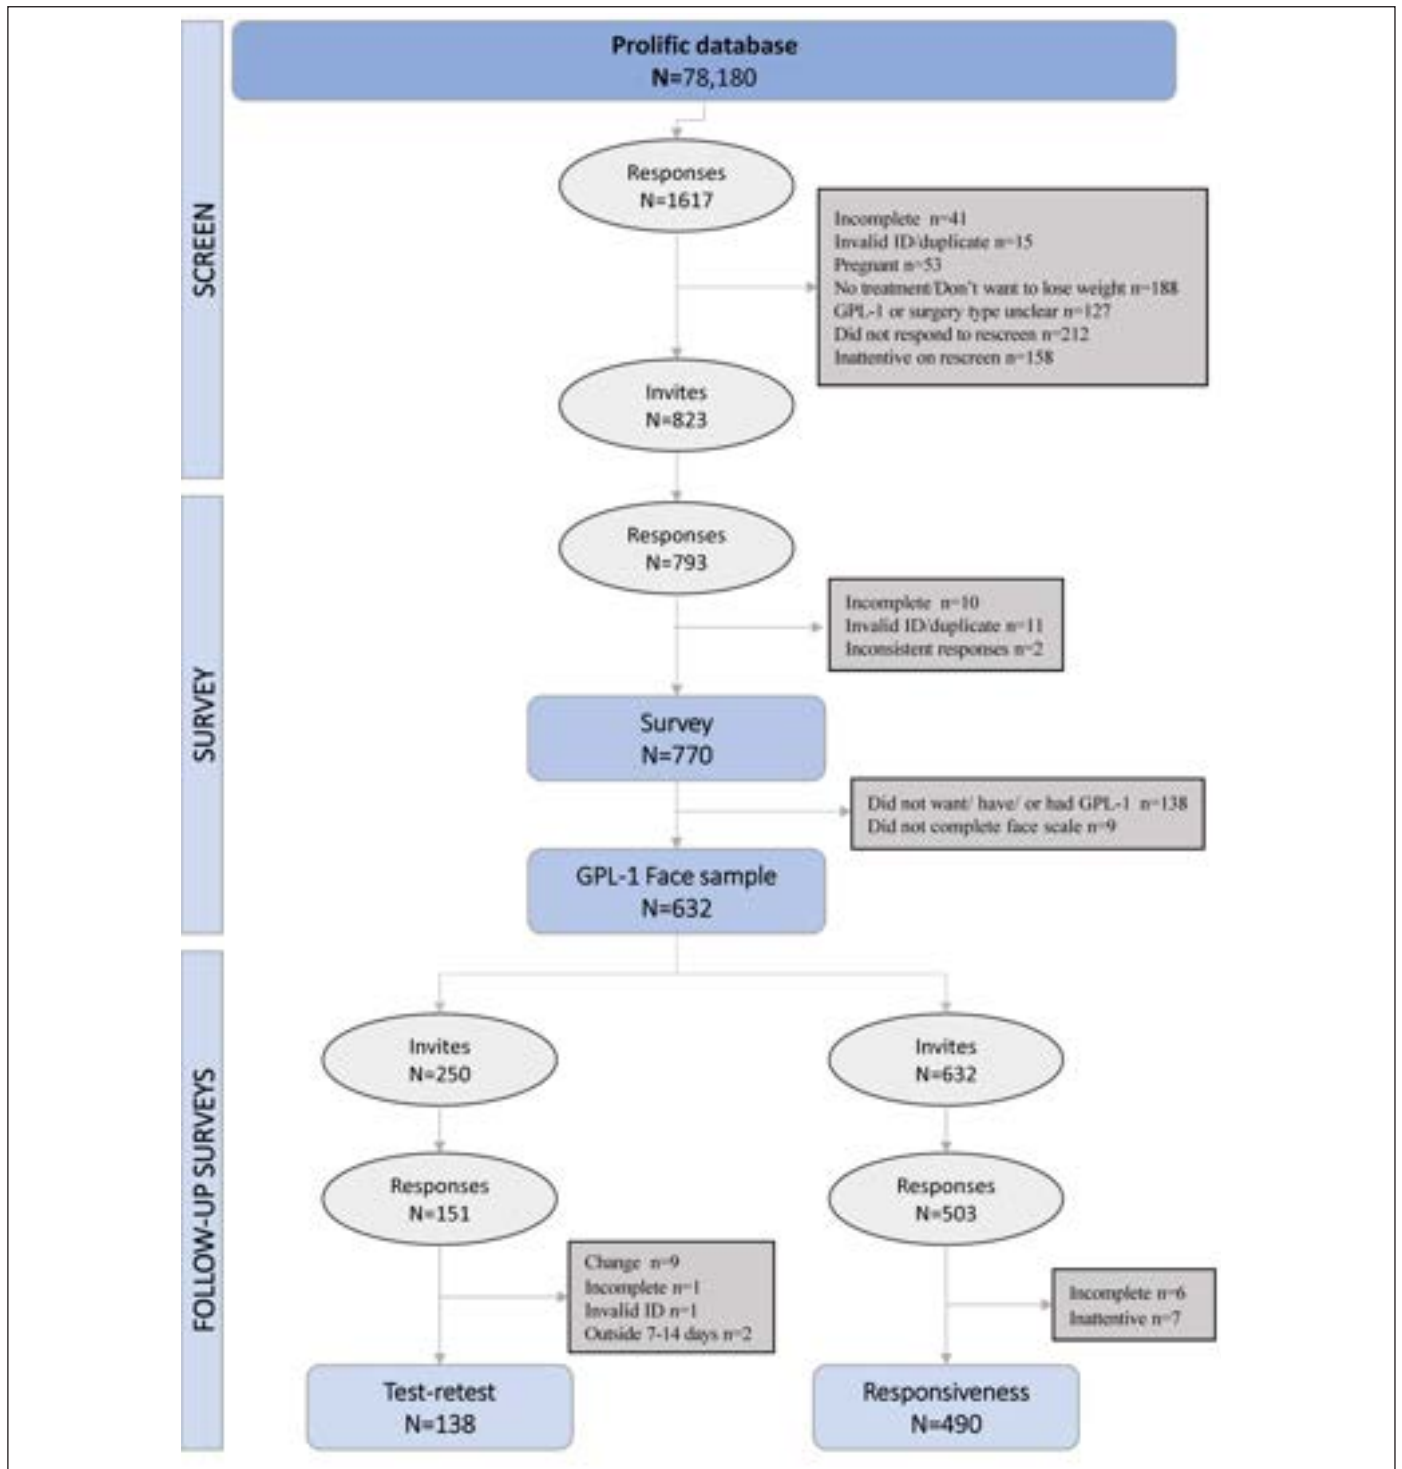 SCREEN
Prolific database
N=78,180
Responses
N=1617
Incomplete n=41
Invalid ID/duplicate n=15
Pregnant n=53
No treatment/Don't want to lose weight n=188
GPL-1 or surgery type unclear n=127
Did not respond to rescreen n=212
Inattentive on rescreen n=158
Invites
N=823
SURVEY
Responses
N=793
Incomplete n=10
Invalid ID/duplicate n=11
Inconsistent responses n=2
Survey
N=770
Did not want/ have/ or had GPL-1 n=138
Did not complete face scale n=9
GPL-1 Face sample
N=632
FOLLOW-UP SURVEYS
Invites
N=250
Responses
N=151
Change n=9
Incomplete n=1
Invalid ID n=1
Outside 7-14 days n=2
Test-retest
N=138
Invites
N=632
Responses
N=503
Incomplete n=6
Inattentive n=7
Responsiveness
N=490